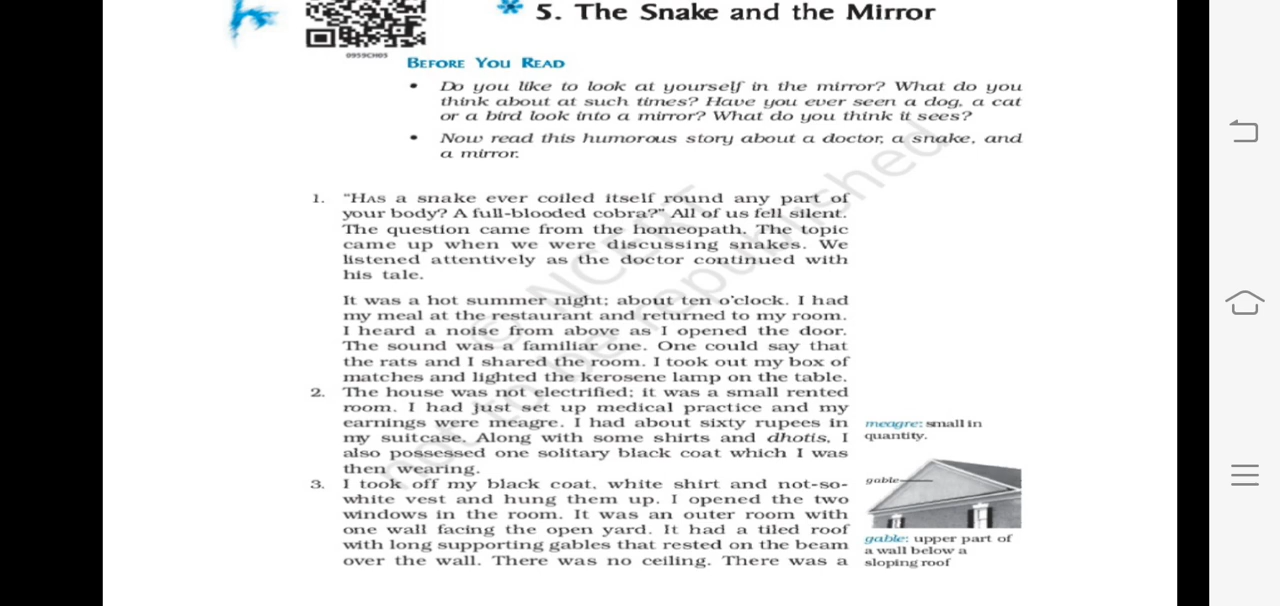 * 5. The Snake and the Mirror
0959CH05
BEFORE YOU READ
• Do you like to look at yourself in the mirror? What do you
think about at such times? Have you ever seen a dog, a cat
or a bird look into a mirror? What do you think it sees?
• Now read this humorous story about a doctor, a snake, and
a mirror.
1. "HAS a snake ever coiled itself round any part of
your body? A full-blooded cobra?" All of us fell silent.
The question came from the homeopath. The topic
came up when we were discussing snakes. We
listened attentively as the doctor continued with
his tale.
It was a hot summer night; about ten o'clock. I had
my meal at the restaurant and returned to my room.
I heard a noise from above as I opened the door.
The sound was a familiar one. One could say that
the rats and I shared the room. I took out my box of
matches and lighted the kerosene lamp on the table.
2. The house was not electrified; it was a small rented
room. I had just set up medical practice and my
earnings were meagre. I had about sixty rupees in
my suitcase. Along with some shirts and dhotis, I
also possessed one solitary black coat which I was
then wearing.
3. I took off my black coat, white shirt and not-so-
white vest and hung them up. I opened the two
windows in the room. It was an outer room with
one wall facing the open yard. It had a tiled roof
with long supporting gables that rested on the beam
over the wall. There was no ceiling. There was a
meagre: small in
quantity.
gable
gable: upper part of
a wall below a
sloping roof
© NCERT
not to be republished